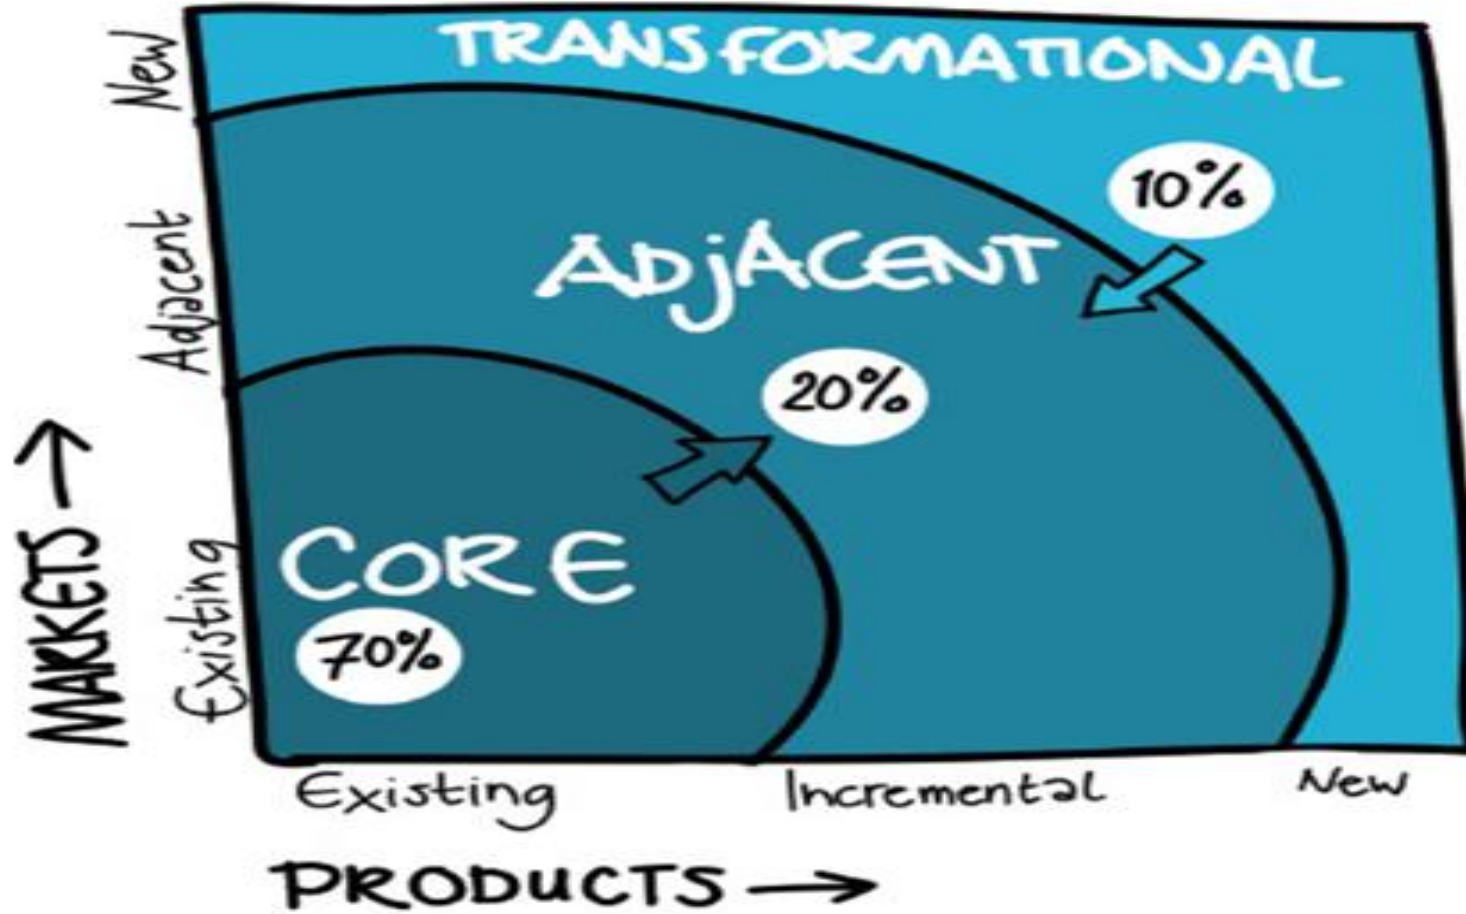 TRANSFORMATIONAL
10%
ADjACENT
20%
CORE
70%
New
Adjacent
Existing
MARKETS →
Existing Incremental New
PRODUCTS →